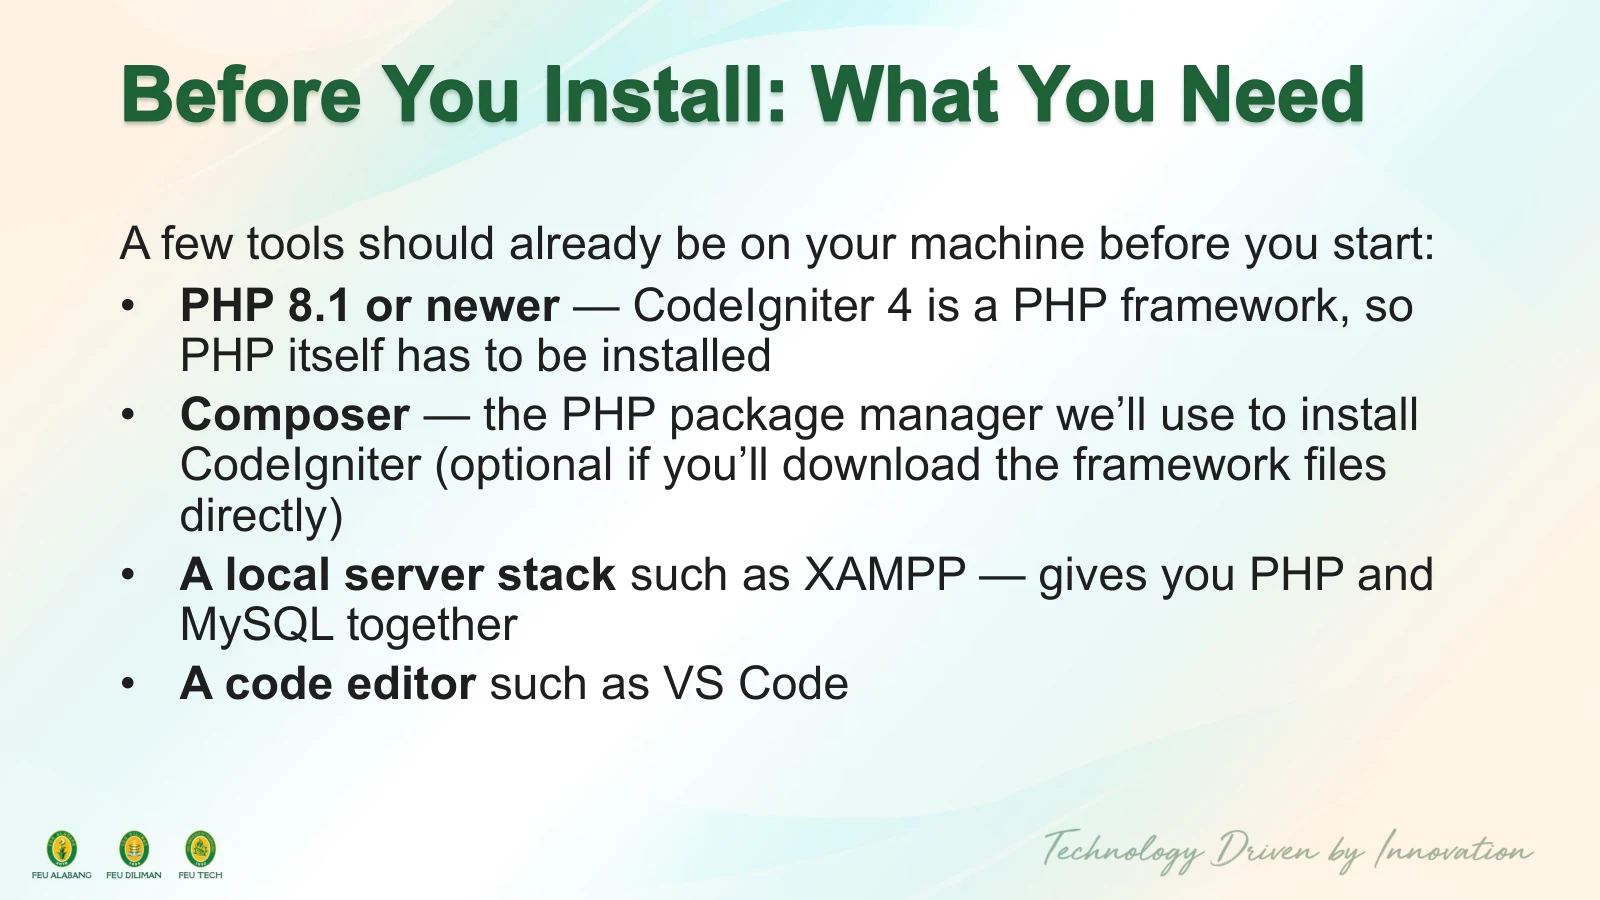 Before You Install: What You Need
A few tools should already be on your machine before you start:
• PHP 8.1 or newer — CodeIgniter 4 is a PHP framework, so
PHP itself has to be installed
• Composer — the PHP package manager we’ll use to install
CodeIgniter (optional if you’ll download the framework files
directly)
• A local server stack such as XAMPP — gives you PHP and
MySQL together
• A code editor such as VS Code
FEU ALABANG FEU DILIMAN FEU TECH
Technology Driven by Innovation